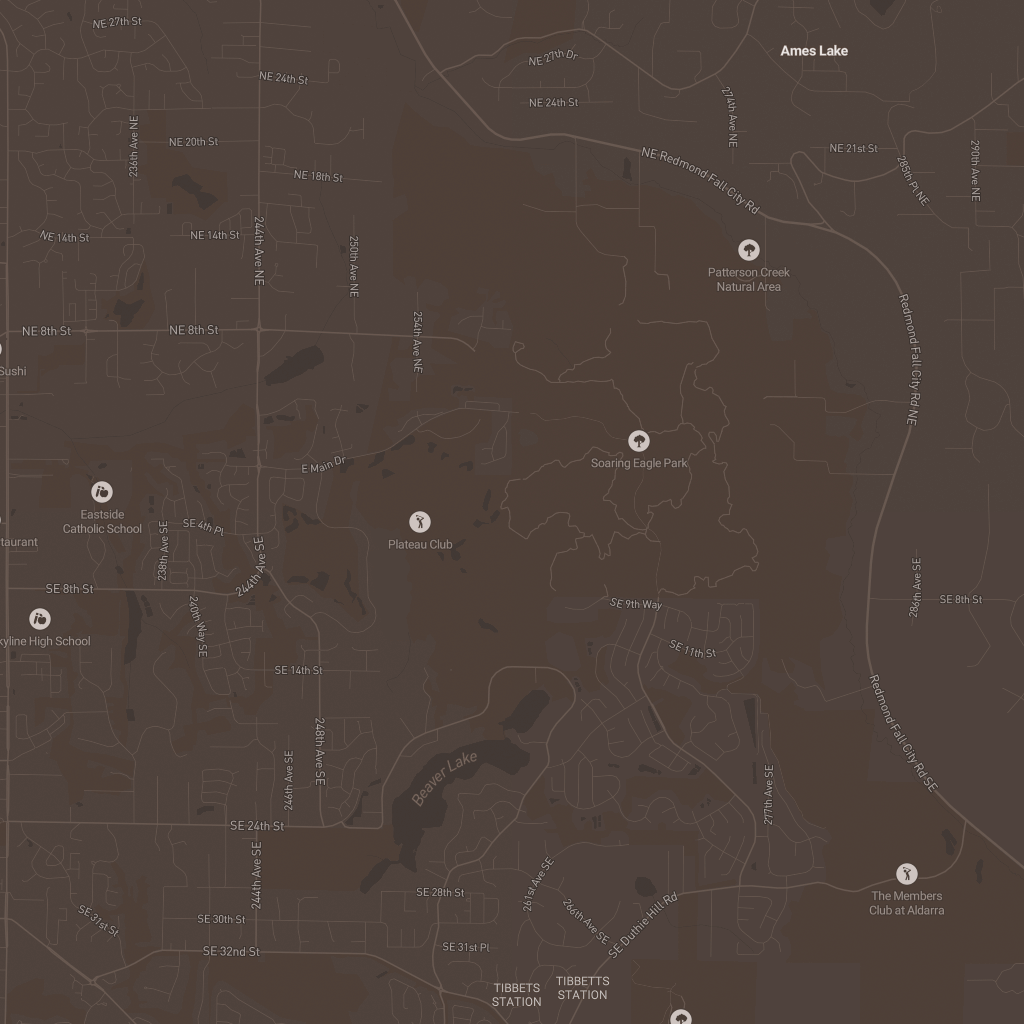 NE 27th St
Ames Lake
NE 27th Dr
NE 24th St
NE 24th St
274th Ave NE
236th Ave NE
NE 20th St
NE 21st St
290th Ave NE
NE 18th St
NE Redmond Fall City Rd
285th Pl NE
NE 14th St
NE 14th St
244th Ave NE
250th Ave NE
Patterson Creek
Natural Area
NE 8th St
NE 8th St
254th Ave NE
Redmond Fall City Rd NE
Sushi
E Main Dr
Soaring Eagle Park
Eastside
Catholic School
SE 4th Pl
238th Ave SE
Plateau Club
taurant
244th Ave SE
SE 8th St
286th Ave SE
SE 8th St
240th Way SE
SE 9th Way
kyline High School
SE 11th St
SE 14th St
248th Ave SE
246th Ave SE
Beaver Lake
277th Ave SE
Redmond Fall City Rd SE
SE 24th St
244th Ave SE
SE 28th St
261st Ave SE
The Members
Club at Aldarra
SE 31st St
SE 30th St
266th Ave SE
SE Duthie Hill Rd
SE 32nd St
SE 31st Pl
TIBBETS
STATION
TIBBETTS
STATION